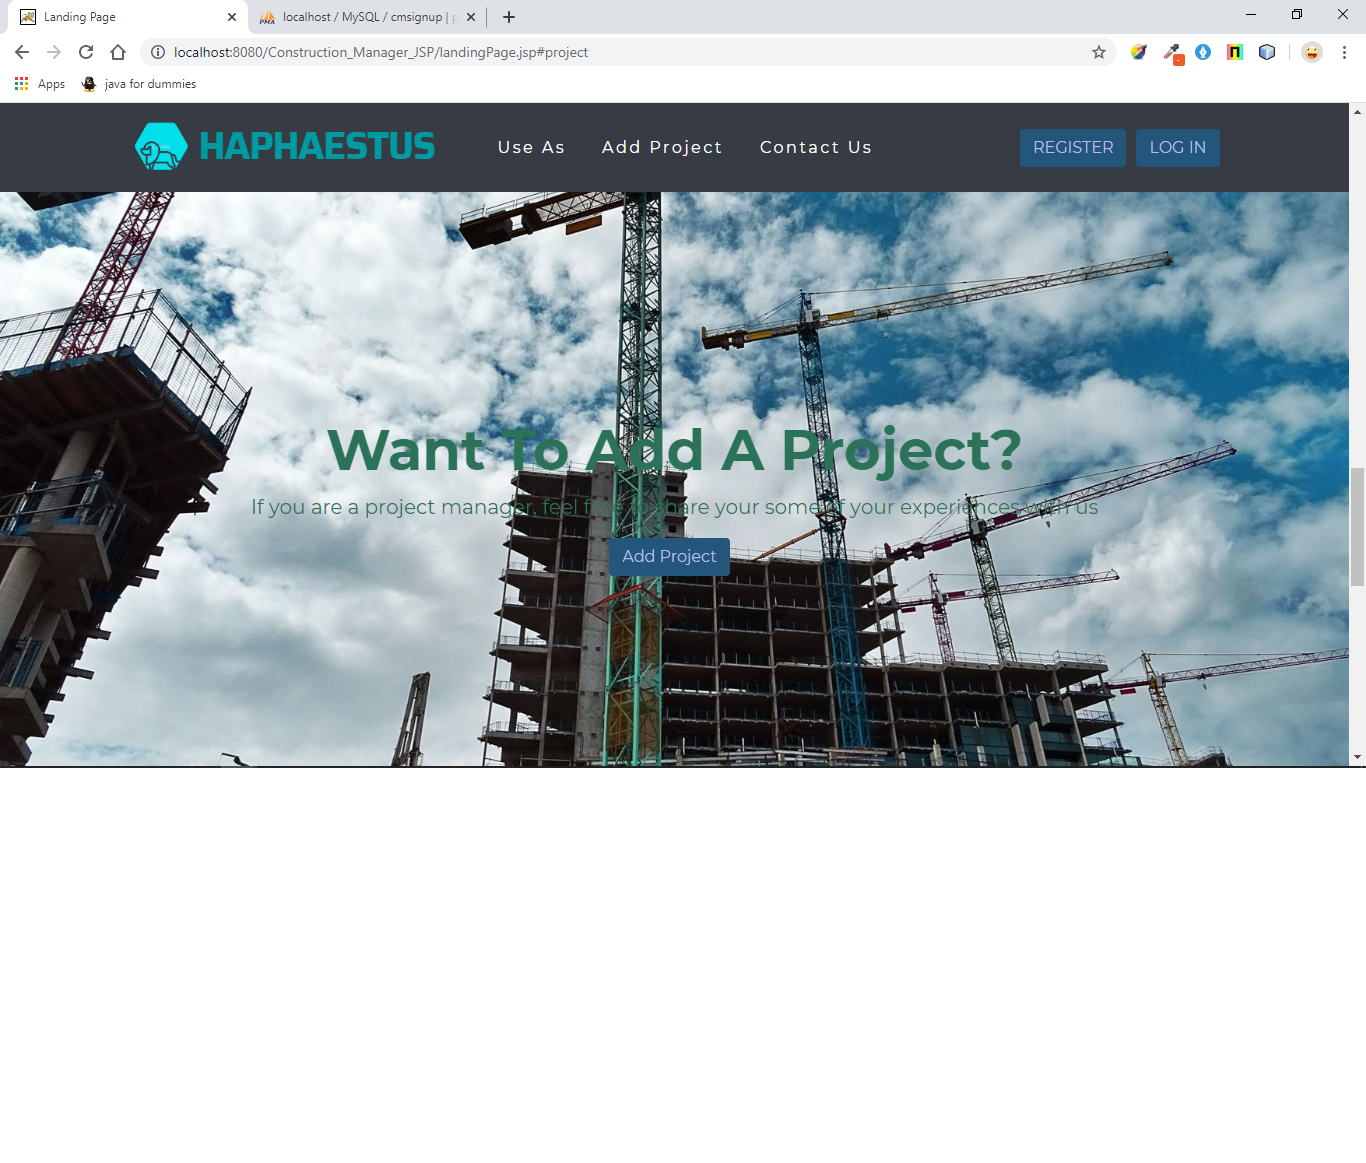 Landing Page
localhost / MySQL / cmsignup |
localhost:8080/Construction_Manager_JSP/landingPage.jsp#project
Apps
java for dummies
HAPHAESTUS
Use As
Add Project
Contact Us
REGISTER
LOG IN
Want To Add A Project?
If you are a project manager, feel free to share your some of your experiences with us
Add Project